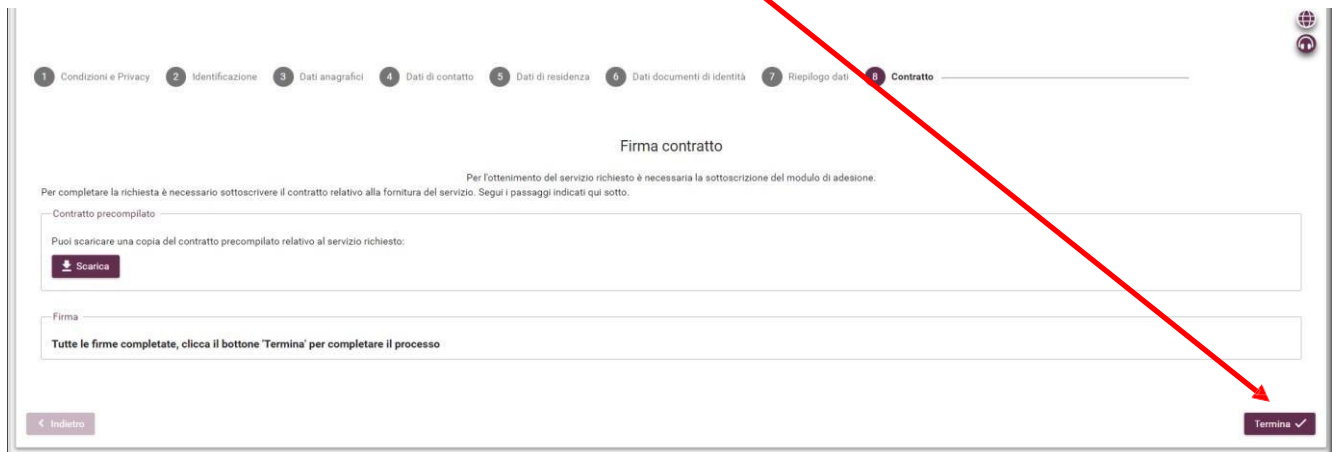 1 Condizioni e Privacy 2 Identificazione 3 Dati anagrafici 4 Dati di contatto 5 Dati di residenza 6 Dati documenti di identità 7 Riepilogo dati 8 Contratto
Firma contratto
Per l'ottenimento del servizio richiesto è necessaria la sottoscrizione del modulo di adesione.
Per completare la richiesta è necessario sottoscrivere il contratto relativo alla fornitura del servizio. Segui i passaggi indicati qui sotto.
Contratto precompilato
Puoi scaricare una copia del contratto precompilato relativo al servizio richiesto:
Scarica
Firma
Tutte le firme completate, clicca il bottone 'Termina' per completare il processo
Indietro
Termina